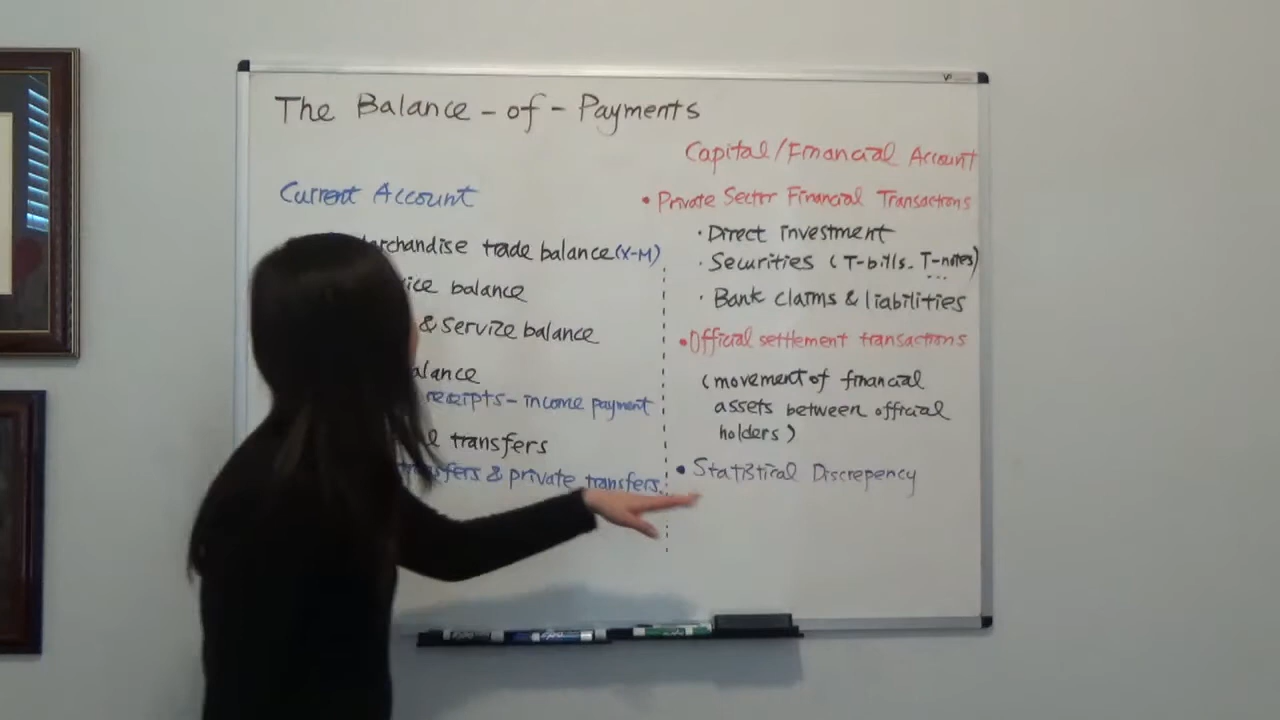 The Balance-of-Payments
Current Account
merchandise trade balance (X-M)
balance
& Service balance
receipts - income payment
transfers
transfers & private transfers
Capital/Financial Account
• Private Sector Financial Transactions
· Direct investment
· Securities (T-bills. T-notes)
...
· Bank claims & liabilities
• Official settlement transactions
(movement of financial
assets between official
holders)
• Statistical Discrepency